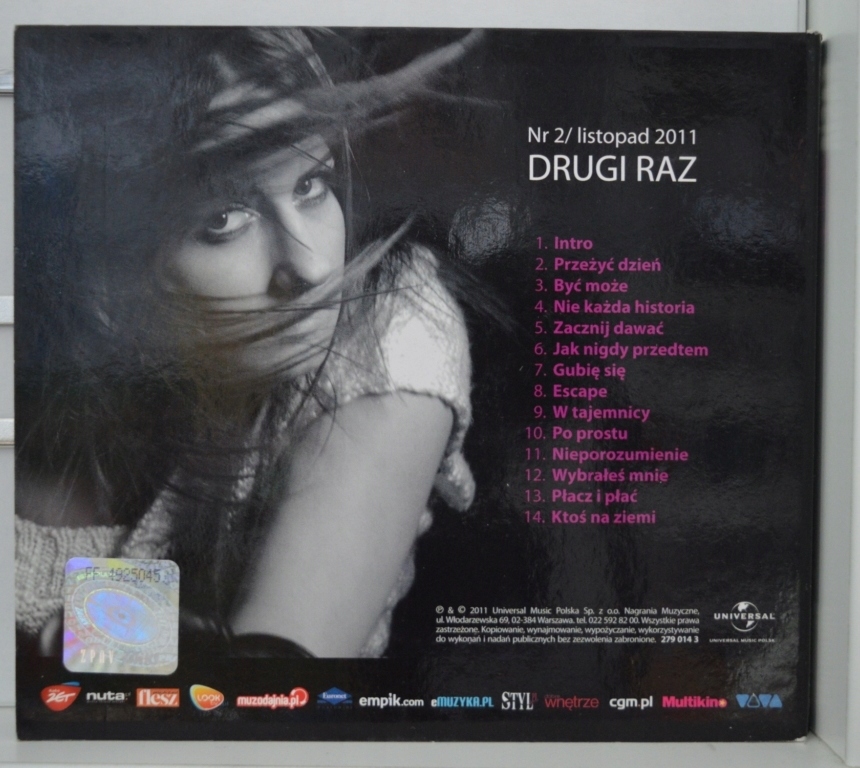 Nr 2/ listopad 2011
DRUGI RAZ
1. Intro
2. Przeżyć dzień
3. Być może
4. Nie każda historia
5. Zacznij dawać
6. Jak nigdy przedtem
7. Gubię się
8. Escape
9. W tajemnicy
10. Po prostu
11. Nieporozumienie
12. Wybrałeś mnie
13. Płacz i płać
14. Ktoś na ziemi
FF 4925045
ZPAV
℗ & © 2011 Universal Music Polska Sp. z o.o. Nagrania Muzyczne,
ul. Włodarzewska 69, 02-384 Warszawa. tel. 022 592 82 00. Wszystkie prawa
zastrzeżone. Kopiowanie, wynajmowanie, wypożyczanie, wykorzystywanie
do wykonań i nadań publicznych bez zezwolenia zabronione. 279 014 3
UNIVERSAL
UNIVERSAL MUSIC POLSKA
ZET nuta flesz LOOK muzodajnia.pl Euronet empik.com eMUZYKA.PL STYL wnętrze cgm.pl Multikino VIVA